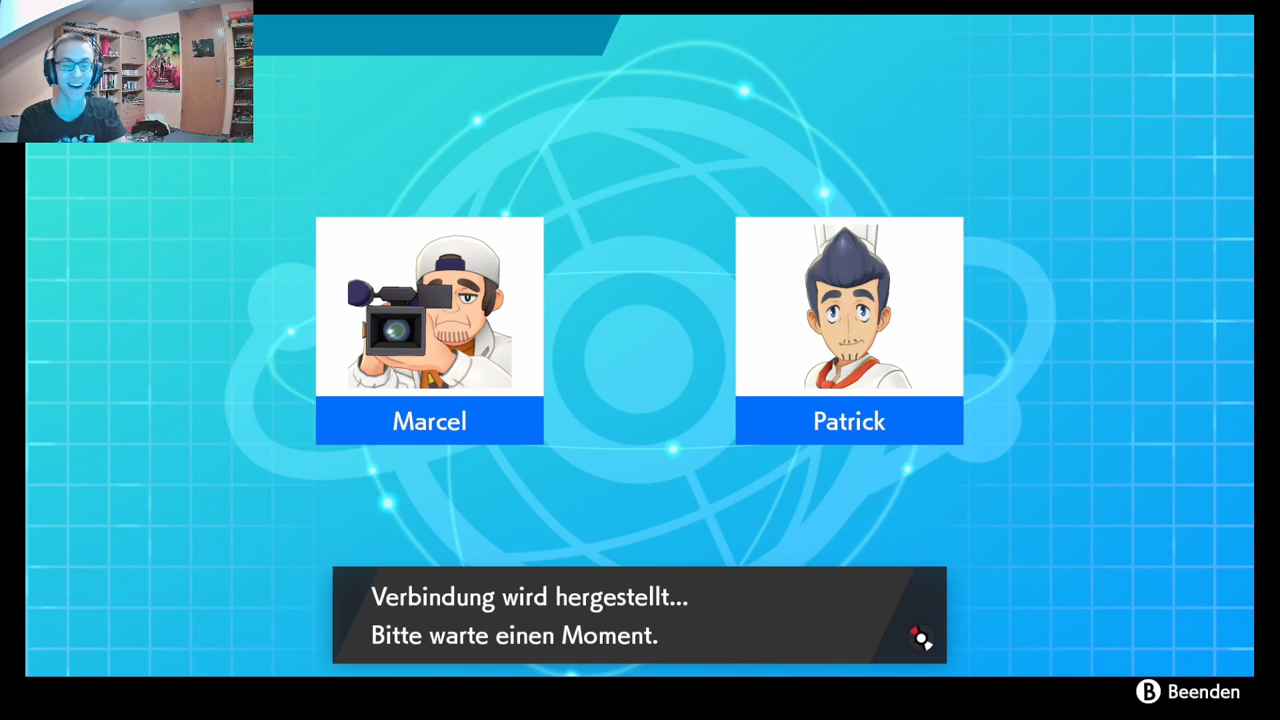 Marcel
Patrick
Verbindung wird hergestellt...
Bitte warte einen Moment.
B Beenden